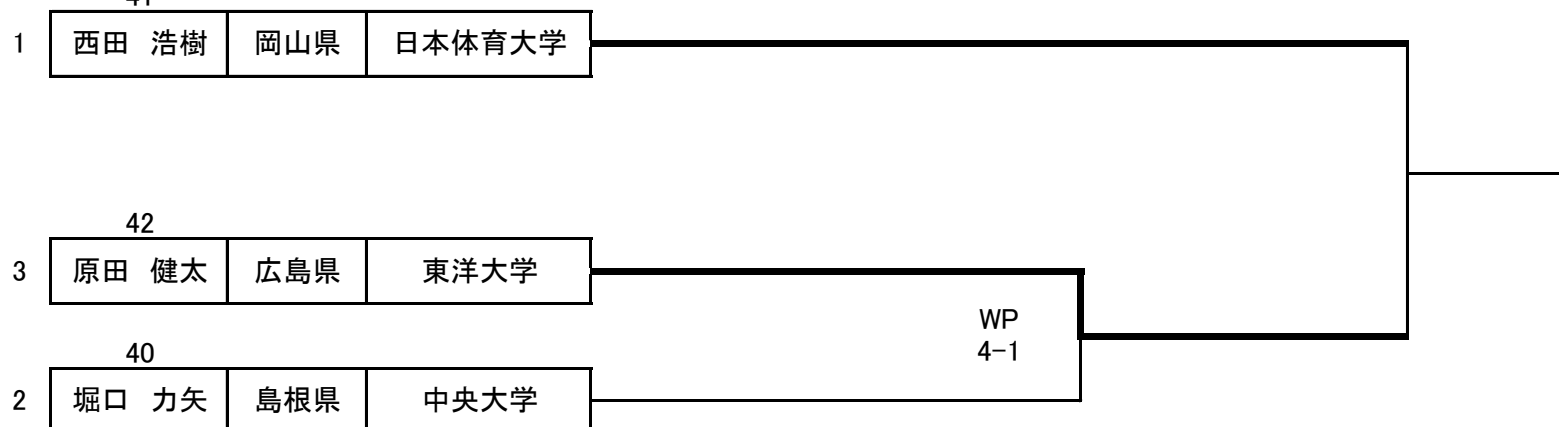 41
1 西田 浩樹 岡山県 日本体育大学
42
3 原田 健太 広島県 東洋大学
WP
4-1
40
2 堀口 力矢 島根県 中央大学